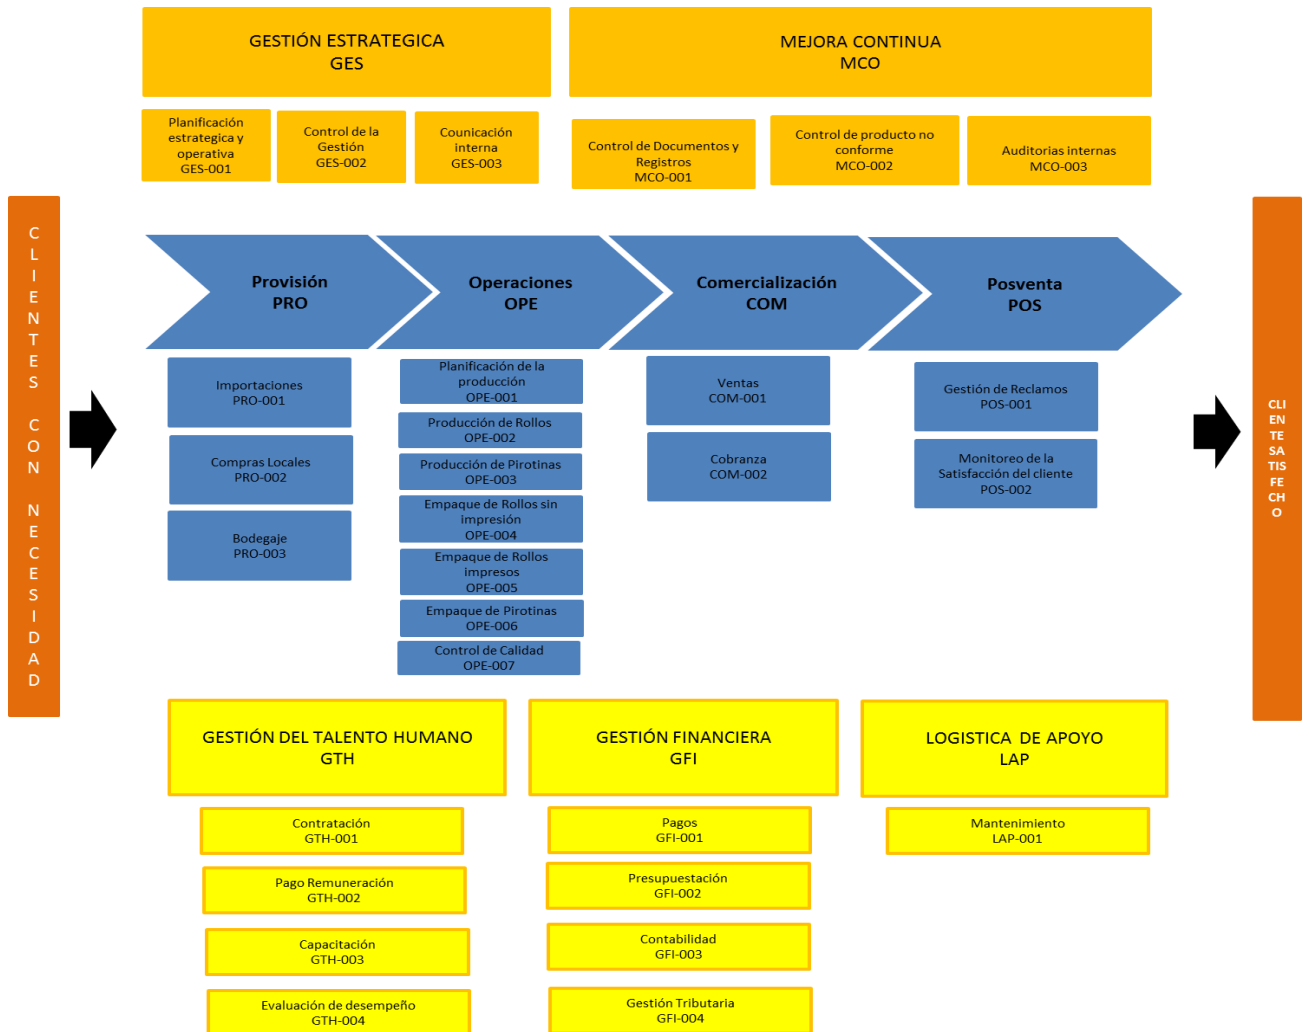 GESTIÓN ESTRATEGICA
GES
MEJORA CONTINUA
MCO
Planificación
estrategica y
operativa
GES-001
Control de la
Gestión
GES-002
Counicación
interna
GES-003
Control de Documentos y
Registros
MCO-001
Control de producto no
conforme
MCO-002
Auditorias internas
MCO-003
CLIENTES CON NECESIDAD
Provisión
PRO
Operaciones
OPE
Comercialización
COM
Posventa
POS
Importaciones
PRO-001
Compras Locales
PRO-002
Bodegaje
PRO-003
Planificación de la
producción
OPE-001
Producción de Rollos
OPE-002
Producción de Pirotinas
OPE-003
Empaque de Rollos sin
impresión
OPE-004
Empaque de Rollos
impresos
OPE-005
Empaque de Pirotinas
OPE-006
Control de Calidad
OPE-007
Ventas
COM-001
Cobranza
COM-002
Gestión de Reclamos
POS-001
Monitoreo de la
Satisfacción del cliente
POS-002
CLI
EN
TE
SA
TIS
FE
CH
O
GESTIÓN DEL TALENTO HUMANO
GTH
GESTIÓN FINANCIERA
GFI
LOGISTICA DE APOYO
LAP
Contratación
GTH-001
Pago Remuneración
GTH-002
Capacitación
GTH-003
Evaluación de desempeño
GTH-004
Pagos
GFI-001
Presupuestación
GFI-002
Contabilidad
GFI-003
Gestión Tributaria
GFI-004
Mantenimiento
LAP-001